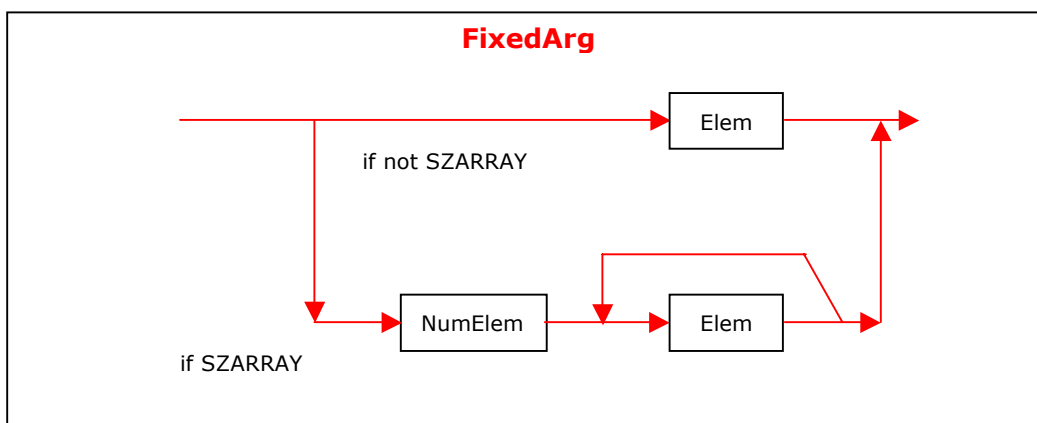 FixedArg
Elem
if not SZARRAY
NumElem
Elem
if SZARRAY